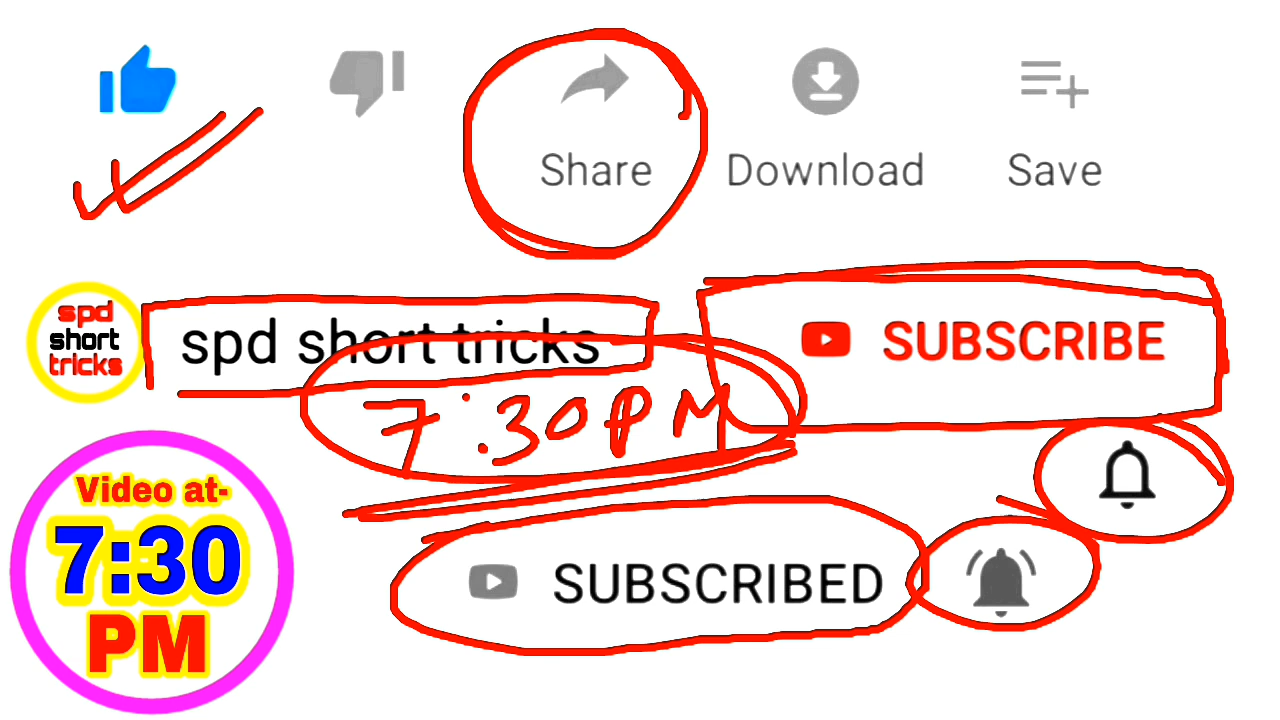 Share Download Save
spd
short
tricks
spd short tricks
SUBSCRIBE
7:30PM
Video at-
7:30
PM
SUBSCRIBED